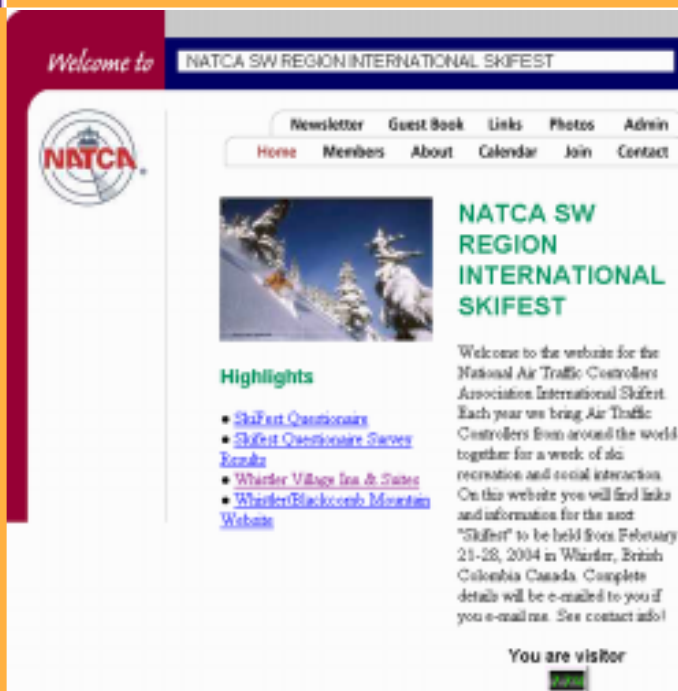 Welcome to
NATCA SW REGION INTERNATIONAL SKIFEST
NATCA
Newsletter Guest Book Links Photos Admin
Home Members About Calendar Join Contact
NATCA SW
REGION
INTERNATIONAL
SKIFEST
Welcome to the website for the
National Air Traffic Controllers
Association International Skifest.
Each year we bring Air Traffic
Controllers from around the world
together for a week of ski
recreation and social interaction.
On this website you will find links
and information for the next
"Skifest" to be held from February
21-28, 2004 in Whistler, British
Colombia Canada. Complete
details will be e-mailed to you if
you e-mail me. See contact info!
Highlights
• SkiFest Questionaire
• Skifest Questionaire Survey
Results
• Whistler Village Inn & Suites
• Whistler/Blackcomb Mountain
Website
You are visitor